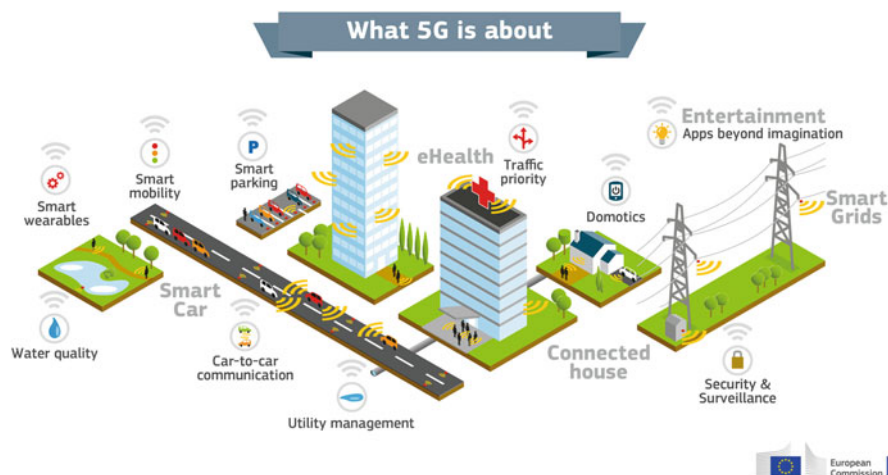 What 5G is about
Entertainment
Apps beyond imagination
eHealth
Smart
wearables
Smart
mobility
P
Smart
parking
Traffic
priority
Domotics
Smart
Grids
Smart
Car
Water quality
Car-to-car
communication
Utility management
Connected
house
Security &
Surveillance
European
Commission